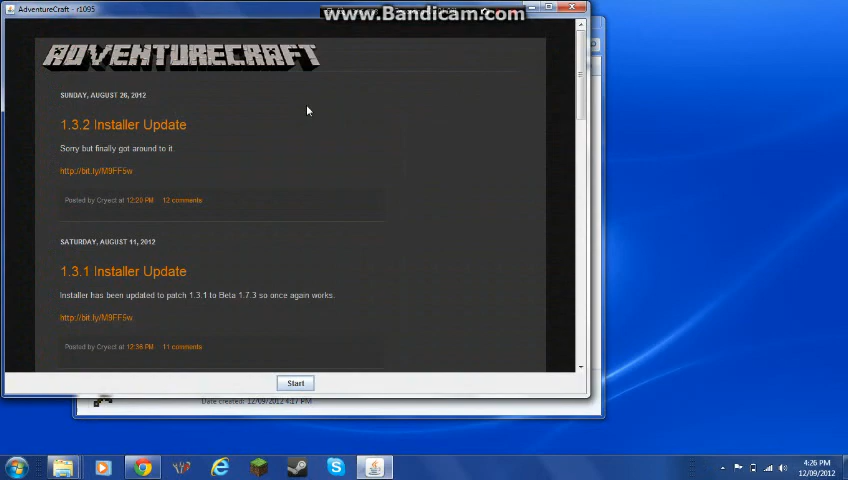 AdventureCraft - r1095
www.Bandicam.com
ADVENTURECRAFT
SUNDAY, AUGUST 26, 2012
1.3.2 Installer Update
Sorry but finally got around to it.
http://bit.ly/M9FF5w
Posted by Cryect at 12:20 PM 12 comments
SATURDAY, AUGUST 11, 2012
1.3.1 Installer Update
Installer has been updated to patch 1.3.1 to Beta 1.7.3 so once again works.
http://bit.ly/M9FF5w
Posted by Cryect at 12:36 PM 11 comments
Start
Date created: 12/09/2012 4:17 PM
4:26 PM
12/09/2012